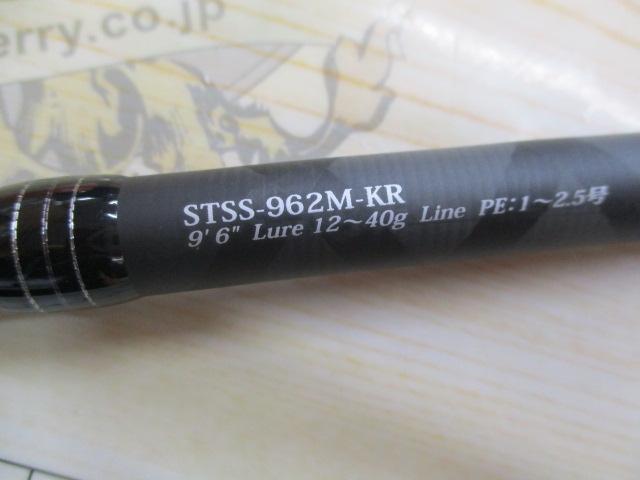 erry.co.jp
STSS-962M-KR
9' 6" Lure 12～40g Line PE:1～2.5号